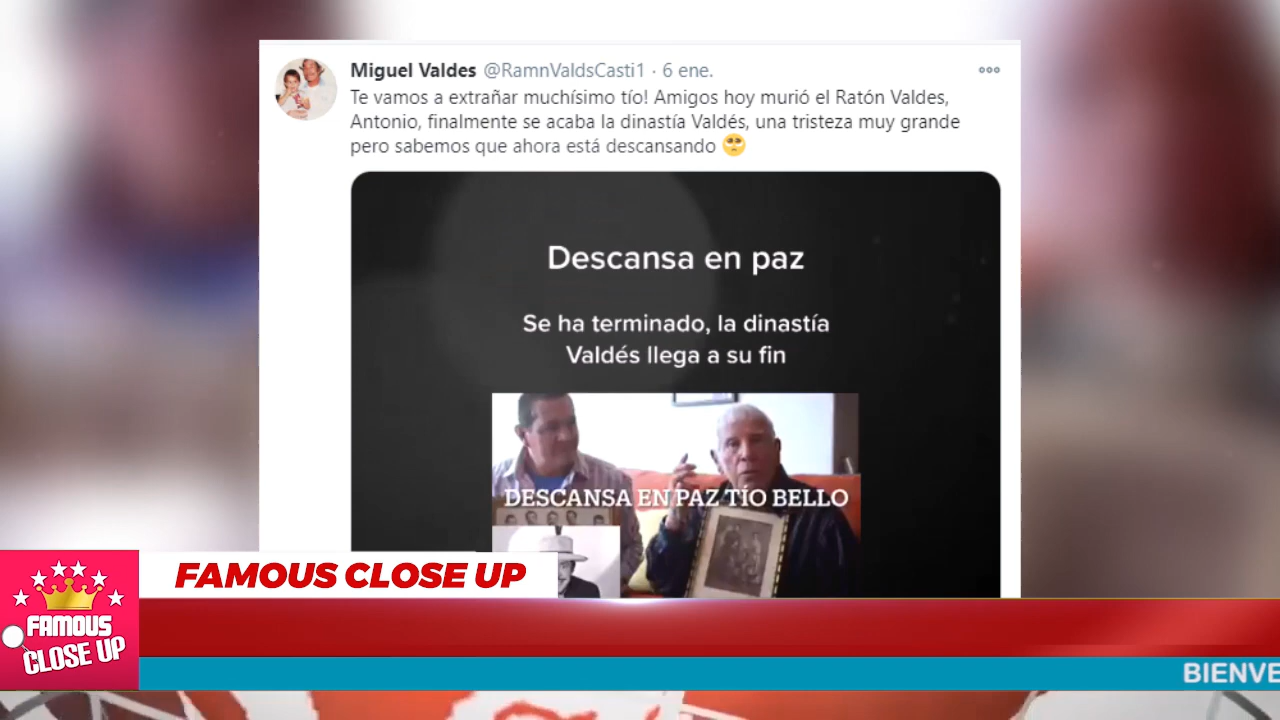 Miguel Valdes @RamnValdsCasti1 · 6 ene.
Te vamos a extrañar muchísimo tío! Amigos hoy murió el Ratón Valdes,
Antonio, finalmente se acaba la dinastía Valdés, una tristeza muy grande
pero sabemos que ahora está descansando 🥺
Descansa en paz
Se ha terminado, la dinastía
Valdés llega a su fin
DESCANSA EN PAZ TÍO BELLO
FAMOUS CLOSE UP
FAMOUS
CLOSE UP
BIENVE